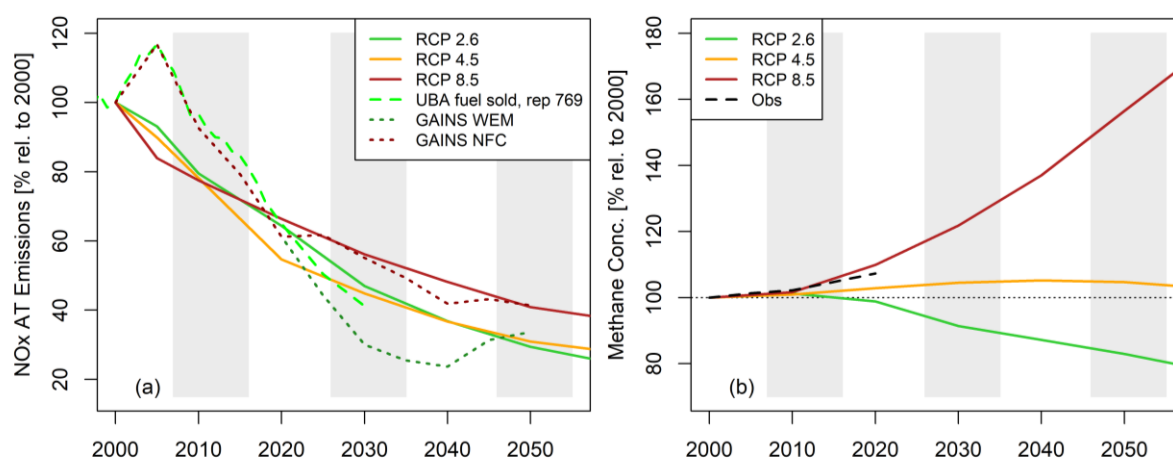 NOx AT Emissions [% rel. to 2000]
120
100
80
60
40
20
RCP 2.6
RCP 4.5
RCP 8.5
UBA fuel sold, rep 769
GAINS WEM
GAINS NFC
(a)
2000 2010 2020 2030 2040 2050
Methane Conc. [% rel. to 2000]
180
160
140
120
100
80
RCP 2.6
RCP 4.5
RCP 8.5
Obs
(b)
2000 2010 2020 2030 2040 2050